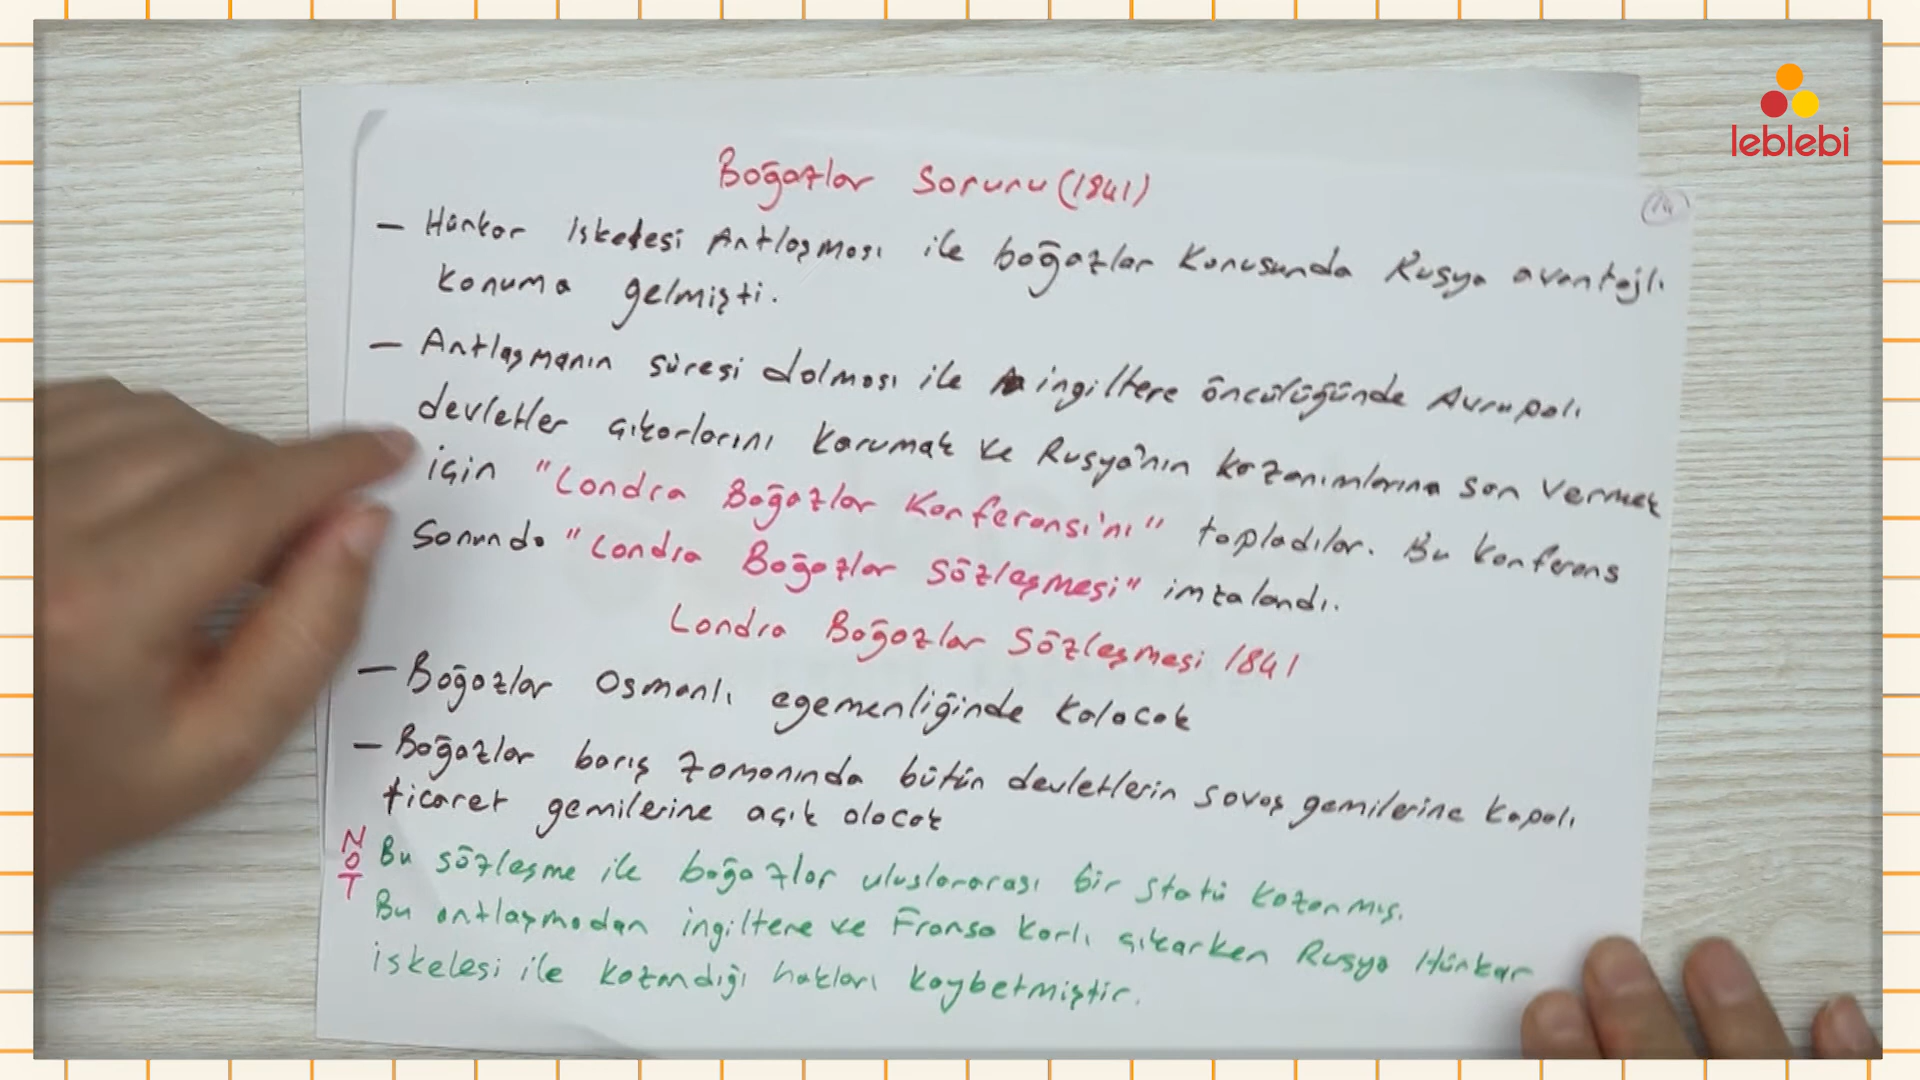 leblebi
Boğazlar Sorunu (1841)
14
— Hünkar İskelesi Antlaşması ile boğazlar konusunda Rusya avantajlı
konuma gelmişti.
— Antlaşmanın süresi dolması ile ingiltere öncülüğünde Avrupalı
devletler çıkarlarını korumak ve Rusya'nın kazanımlarına son vermek
için "Londra Boğazlar Konferansı'nı" topladılar. Bu konferans
sonunda "Londra Boğazlar Sözleşmesi" imzalandı.
Londra Boğazlar Sözleşmesi 1841
— Boğazlar Osmanlı egemenliğinde kalacak
— Boğazlar barış zamanında bütün devletlerin savaş gemilerine kapalı
ticaret gemilerine açık olacak
NOT
Bu sözleşme ile boğazlar uluslararası bir statü kazanmış.
Bu antlaşmadan ingiltere ve Fransa karlı çıkarken Rusya Hünkar
iskelesi ile kazandığı hakları kaybetmiştir.